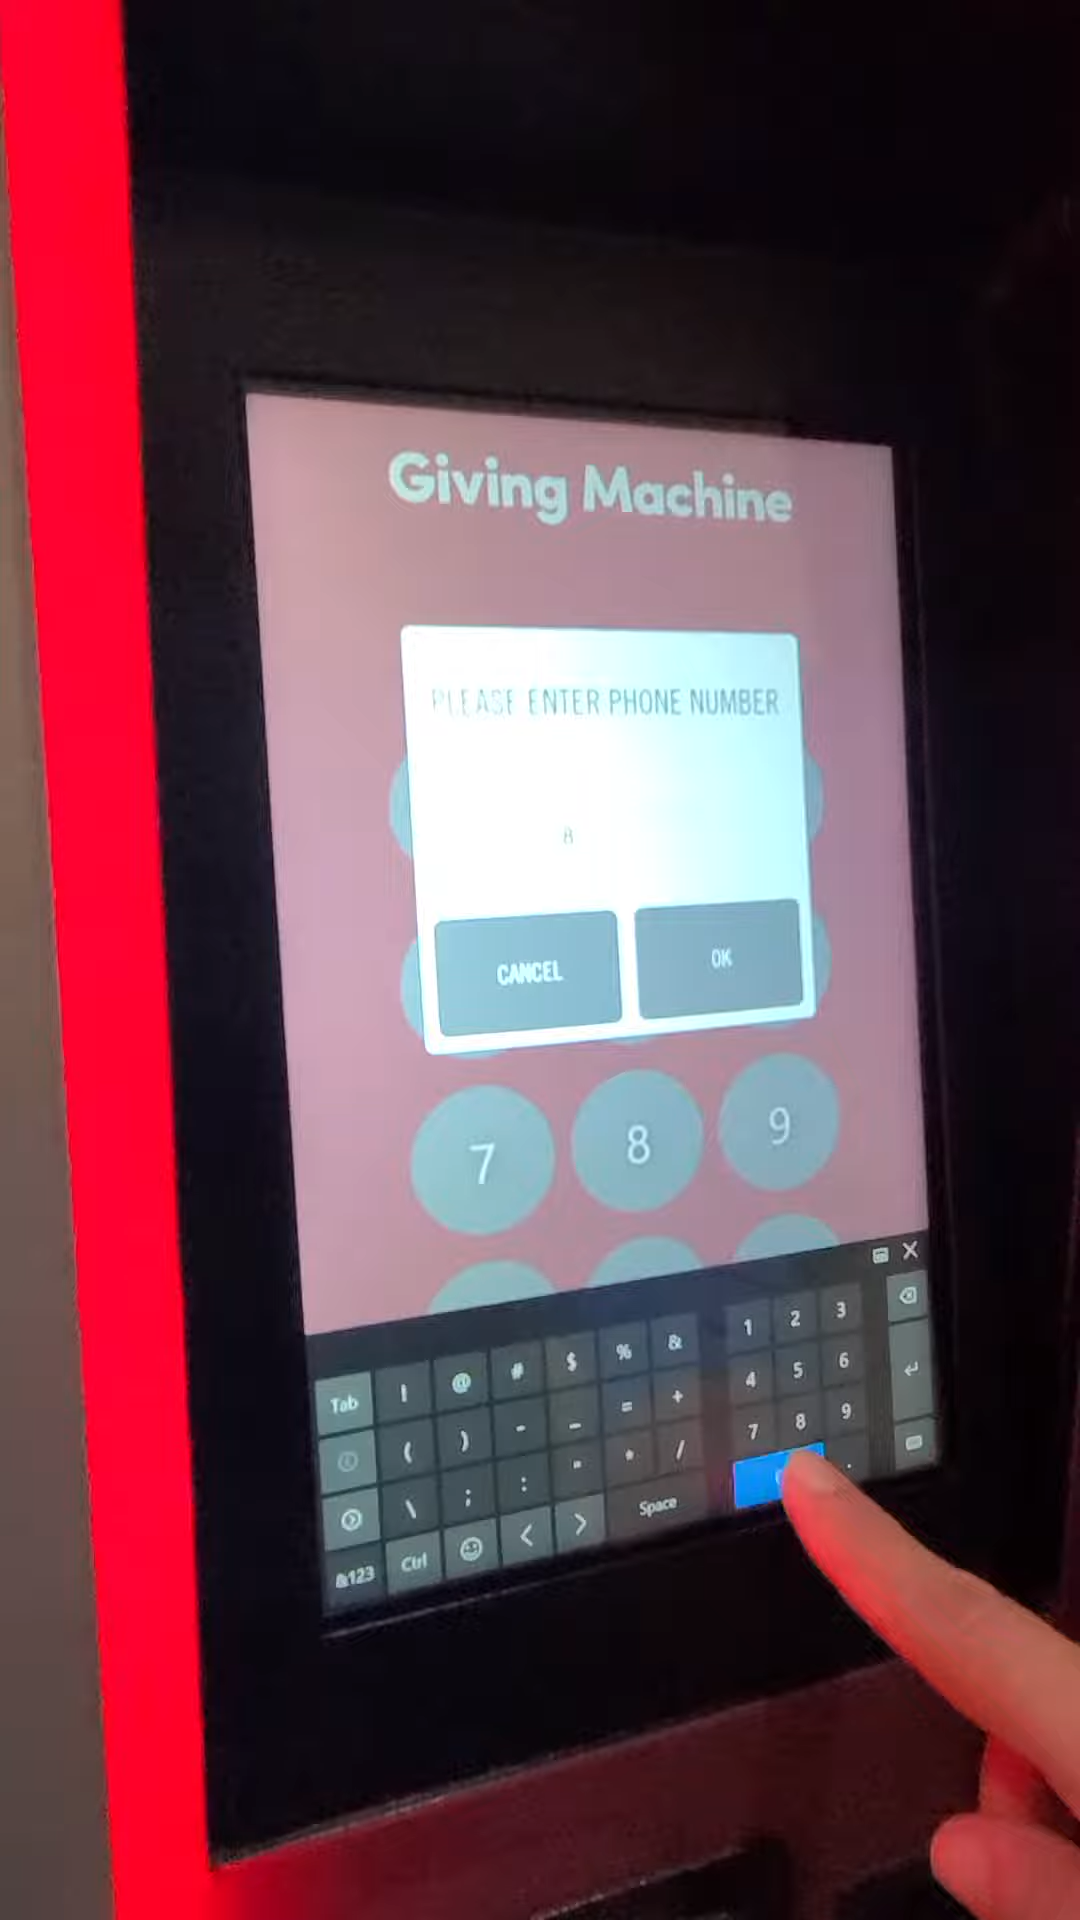 Giving Machine
PLEASE ENTER PHONE NUMBER
8
CANCEL OK
7 8 9
Tab ! @ # $ % & 1 2 3
( ) - _ = + 4 5 6
\ ; : " * / 7 8 9
&123 Ctrl < > Space .